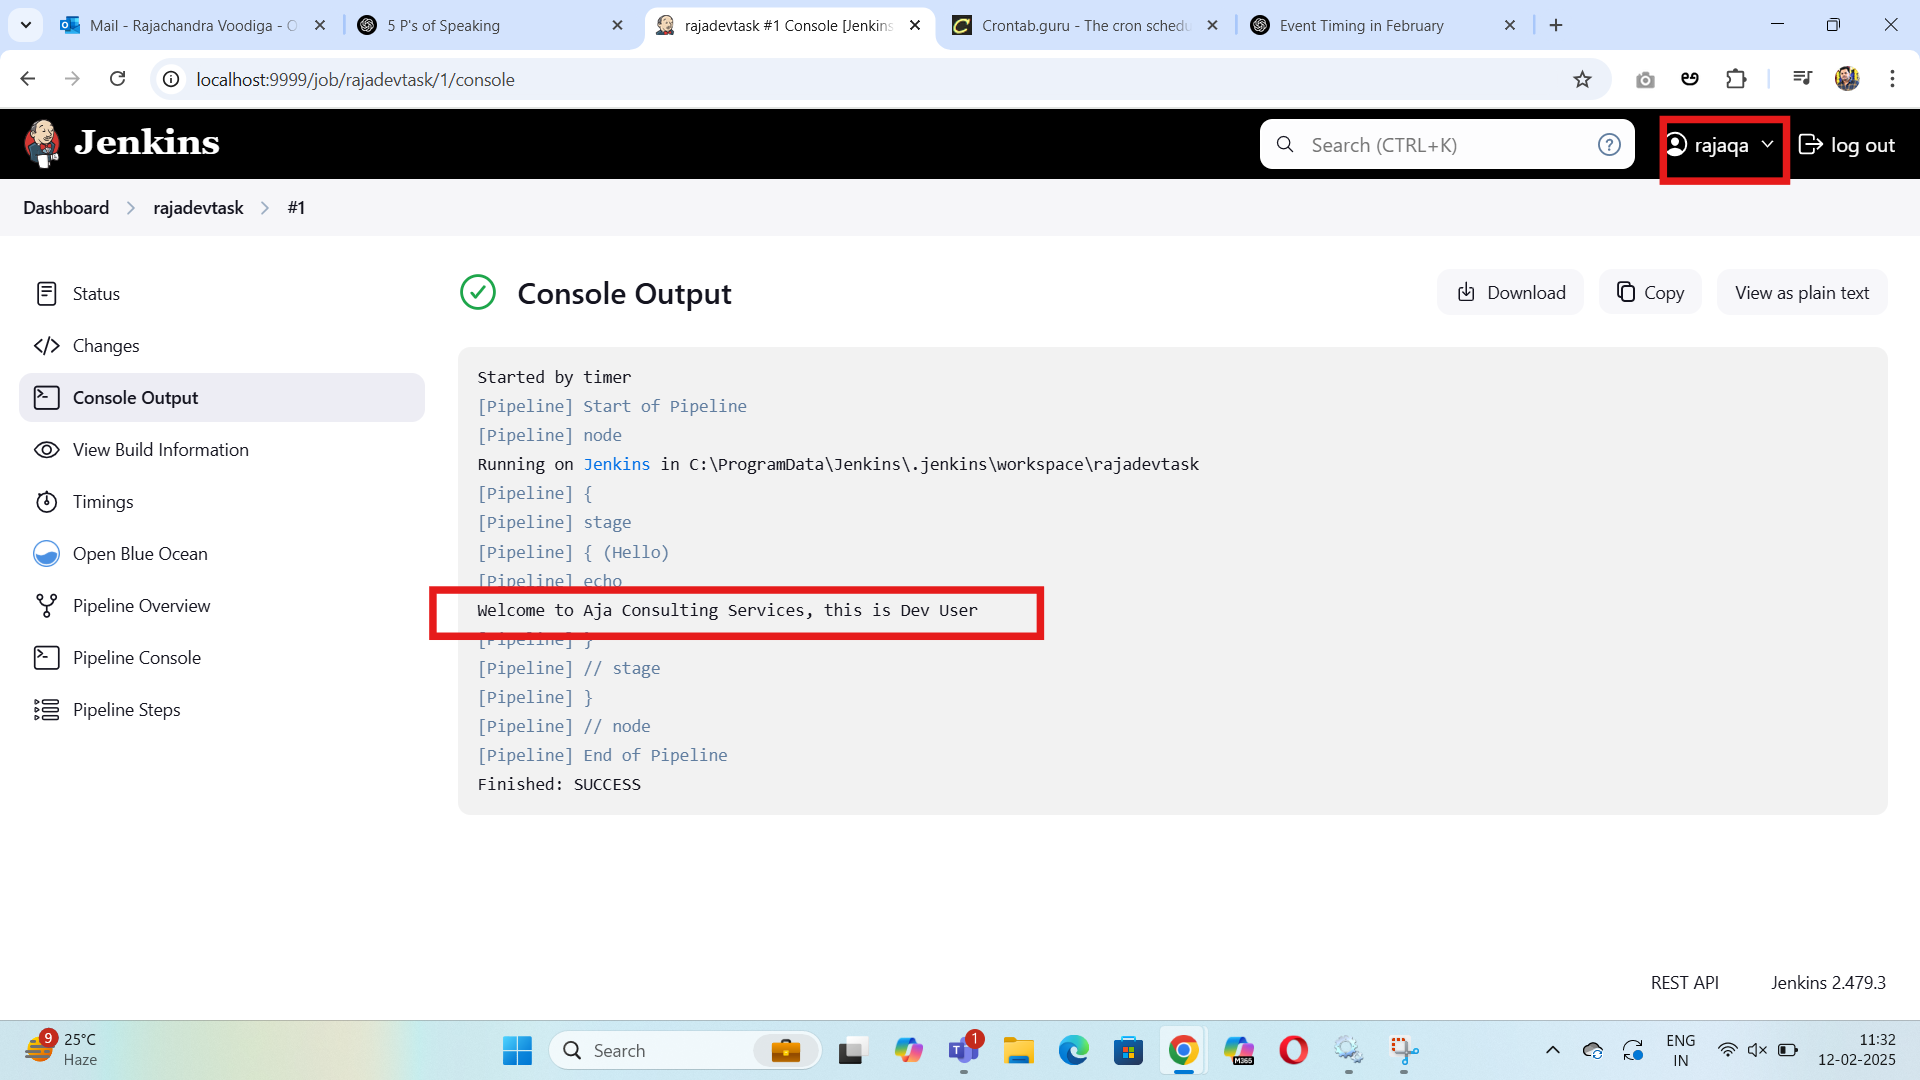 Mail - Rajachandra Voodiga - O
5 P's of Speaking
rajadevtask #1 Console [Jenkins
Crontab.guru - The cron schedu
Event Timing in February
localhost:9999/job/rajadevtask/1/console
Jenkins
Search (CTRL+K)
?
rajaqa
log out
Dashboard
rajadevtask
#1
Status
Changes
Console Output
View Build Information
Timings
Open Blue Ocean
Pipeline Overview
Pipeline Console
Pipeline Steps
Console Output
Download
Copy
View as plain text
Started by timer
[Pipeline] Start of Pipeline
[Pipeline] node
Running on Jenkins in C:\ProgramData\Jenkins\.jenkins\workspace\rajadevtask
[Pipeline] {
[Pipeline] stage
[Pipeline] { (Hello)
[Pipeline] echo
Welcome to Aja Consulting Services, this is Dev User
[Pipeline] }
[Pipeline] // stage
[Pipeline] }
[Pipeline] // node
[Pipeline] End of Pipeline
Finished: SUCCESS
REST API
Jenkins 2.479.3
9
25°C
Haze
Search
1
M365
ENG
IN
11:32
12-02-2025